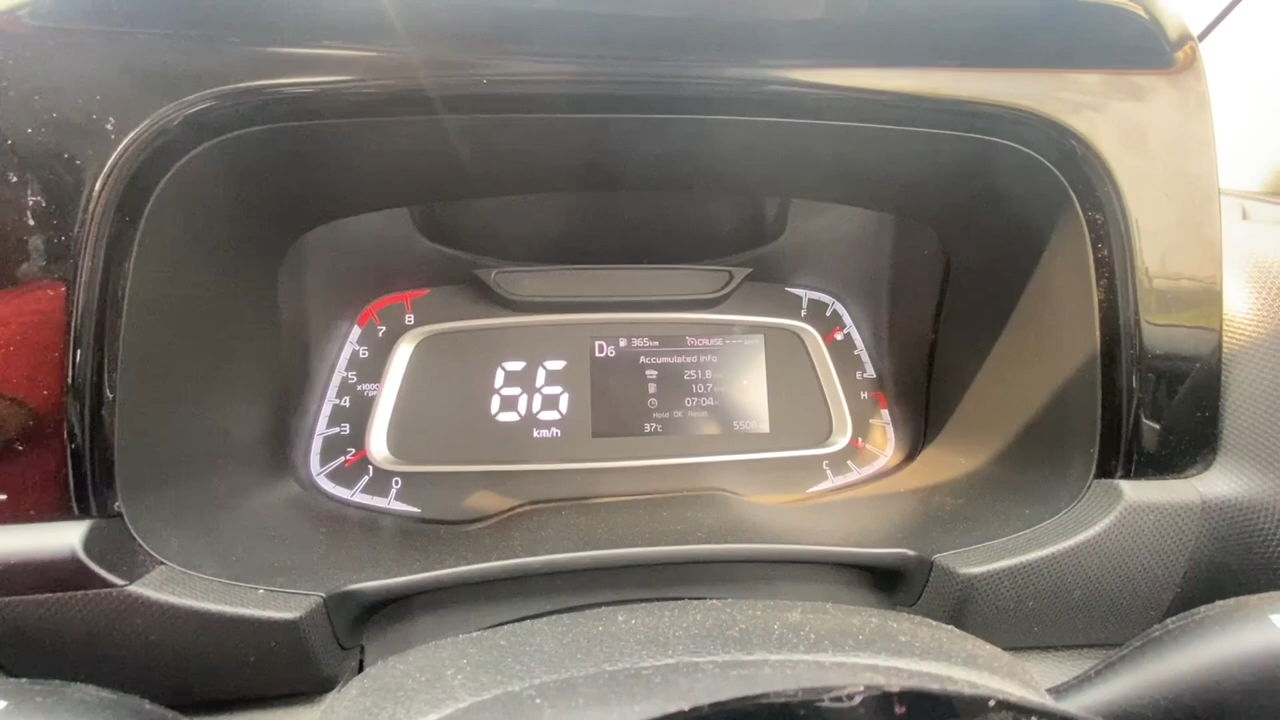 8
7
6
5
4
3
2
1
0
x1000
rpm
66
km/h
D6
365km
CRUISE ---
Accumulated Info
251.8
10.7
07:04
Hold OK : Reset
37℃
5508
F
E
H
C